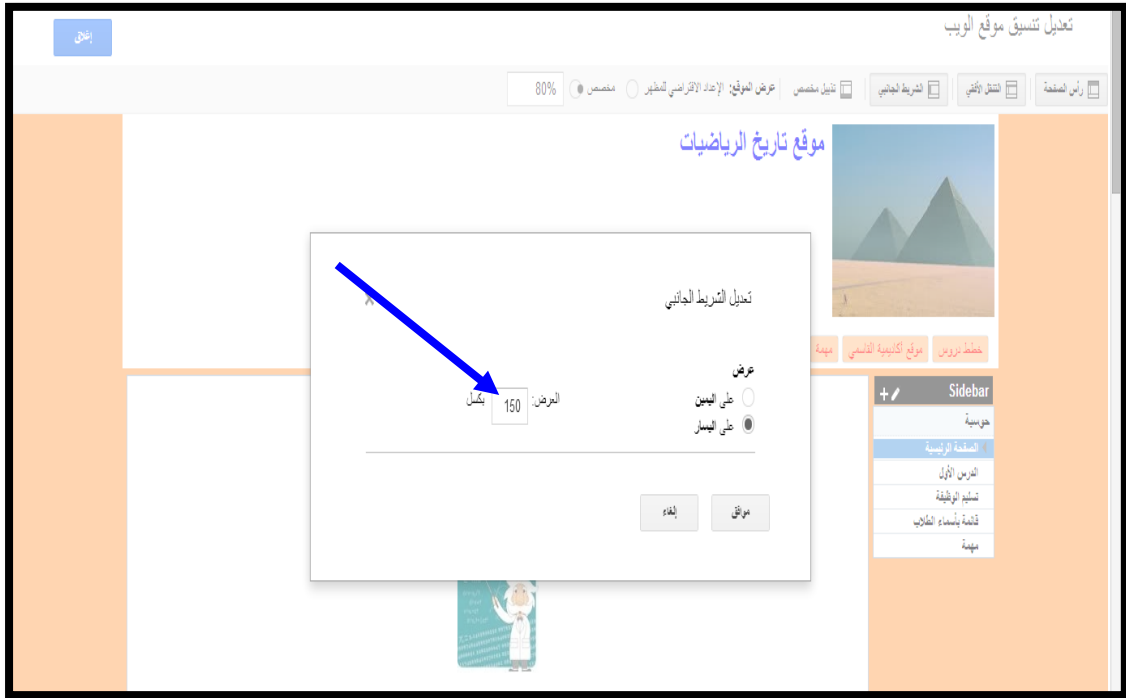 تعديل تنسيق موقع الويب
إغلاق
رأس الصفحة
التنقل الأفقي
الشريط الجانبي
تذييل مخصص
عرض الموقع: الإعداد الافتراضي للمظهر مخصص 80%
موقع تاريخ الرياضيات
خطط دروس
موقع أكاديمية القاسمي
مهمة
تعديل الشريط الجانبي
X
عرض
على اليمين
على اليسار
العرض: 150 بكسل
موافق
إلغاء
Sidebar
حوسبة
الصفحة الرئيسية
الدرس الأول
تسليم الوظيفة
قائمة بأسماء الطلاب
مهمة